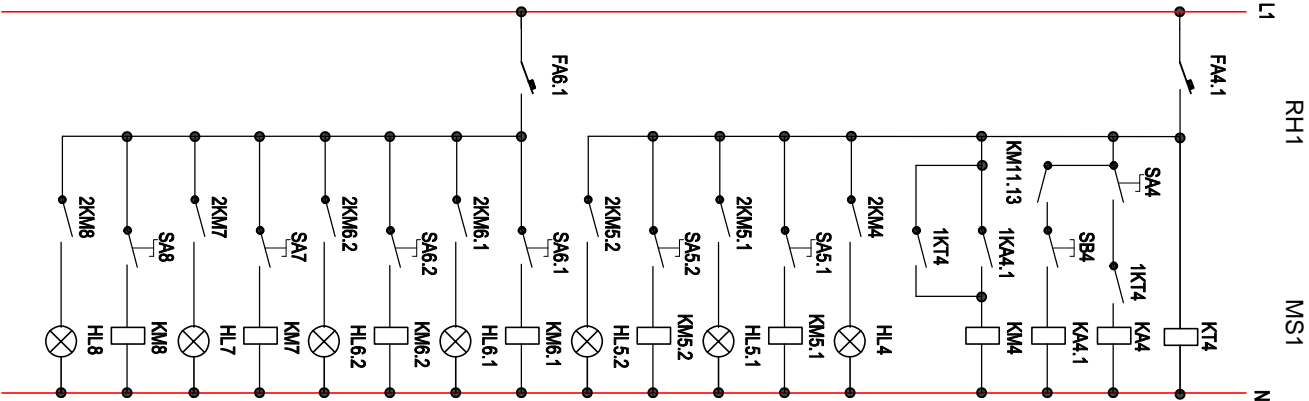 L1
N
RH1
MS1
FA4.1
FA6.1
KT4
SA4
1KT4
KA4
KM11.13
SB4
KA4.1
1KA4.1
KM4
1KT4
2KM4
HL4
SA5.1
KM5.1
2KM5.1
HL5.1
SA5.2
KM5.2
2KM5.2
HL5.2
SA6.1
KM6.1
2KM6.1
HL6.1
SA6.2
KM6.2
2KM6.2
HL6.2
SA7
KM7
2KM7
HL7
SA8
KM8
2KM8
HL8